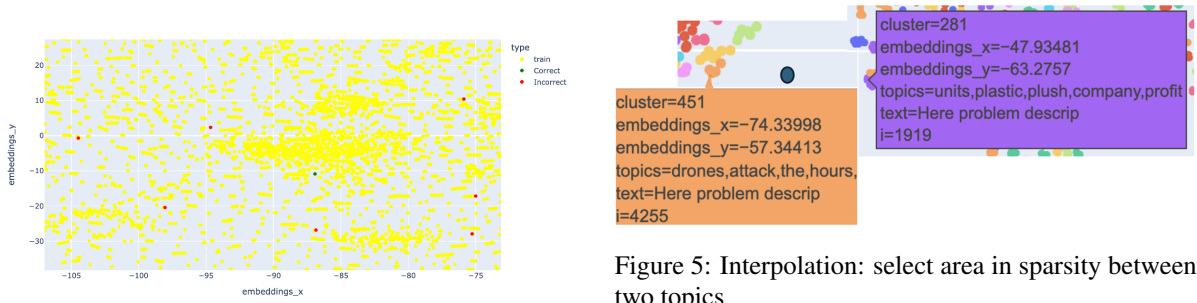 type
train
Correct
Incorrect
20
10
0
−10
−20
−30
embeddings_y
−105
−100
−95
−90
−85
−80
−75
embeddings_x
cluster=281
embeddings_x=−47.93481
embeddings_y=−63.2757
topics=units,plastic,plush,company,profit
text=Here problem descrip
i=1919
cluster=451
embeddings_x=−74.33998
embeddings_y=−57.34413
topics=drones,attack,the,hours,
text=Here problem descrip
i=4255
Figure 5: Interpolation: select area in sparsity between
two topics